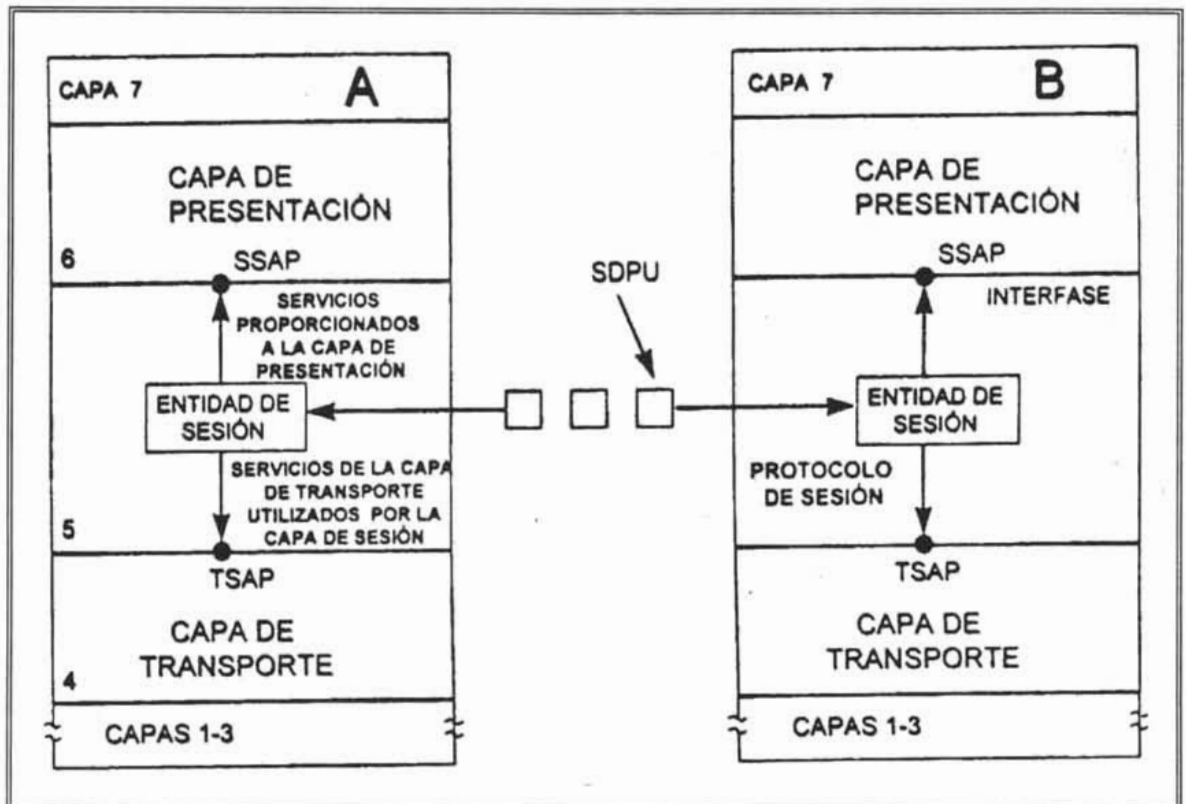 CAPA 7
A
CAPA DE
PRESENTACIÓN
6
SSAP
SERVICIOS
PROPORCIONADOS
A LA CAPA DE
PRESENTACIÓN
ENTIDAD DE
SESIÓN
SERVICIOS DE LA CAPA
DE TRANSPORTE
UTILIZADOS POR LA
CAPA DE SESIÓN
5
TSAP
CAPA DE
TRANSPORTE
4
CAPAS 1-3
SDPU
CAPA 7
B
CAPA DE
PRESENTACIÓN
SSAP
INTERFASE
ENTIDAD DE
SESIÓN
PROTOCOLO
DE SESIÓN
TSAP
CAPA DE
TRANSPORTE
CAPAS 1-3